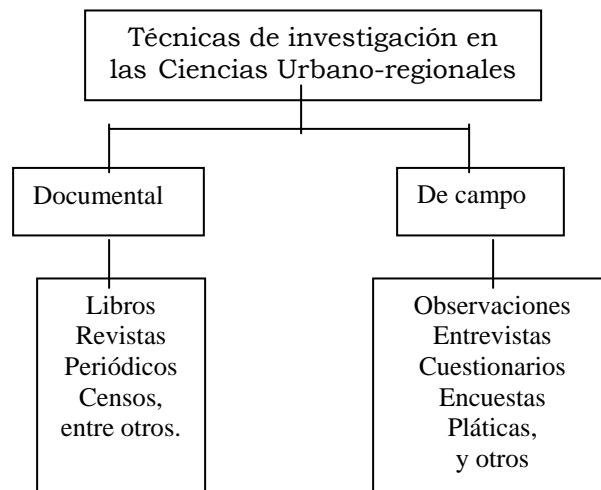 Técnicas de investigación en
las Ciencias Urbano-regionales
Documental
De campo
Libros
Revistas
Periódicos
Censos,
entre otros.
Observaciones
Entrevistas
Cuestionarios
Encuestas
Pláticas,
y otros